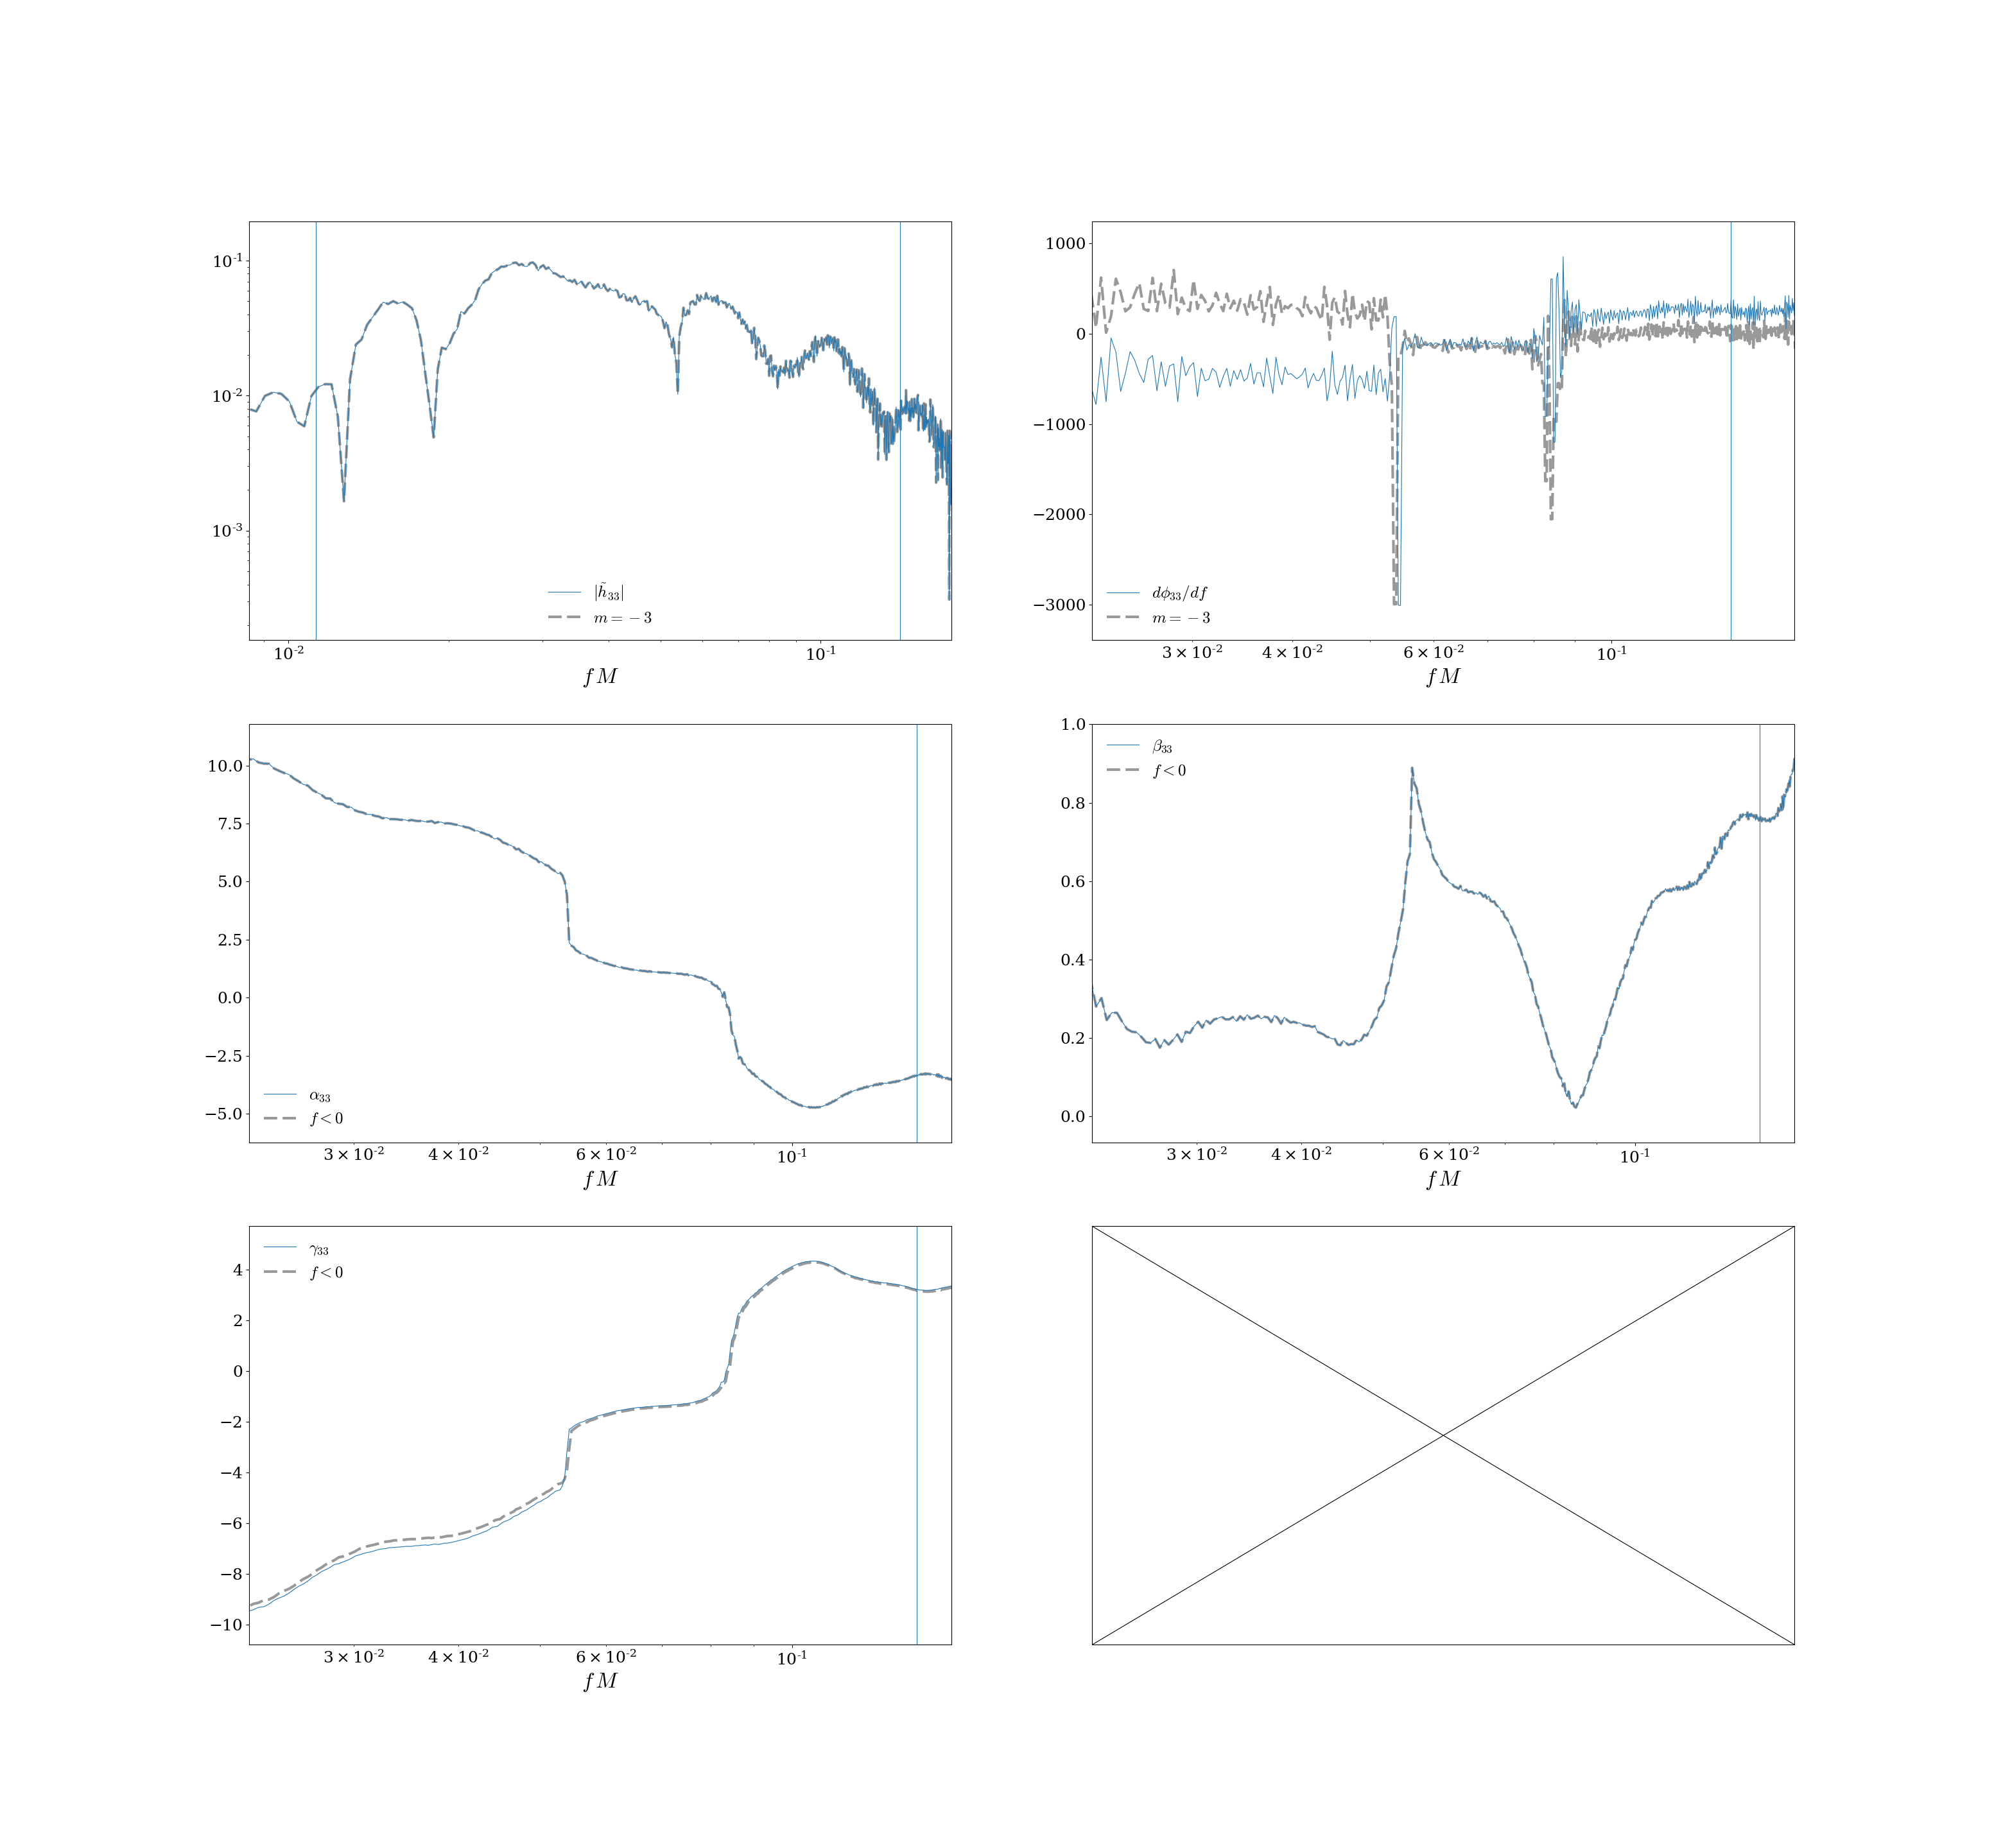 10⁻¹
10⁻²
10⁻³
|h̃₃₃|
m = −3
10⁻² 10⁻¹
fM
1000
0
−1000
−2000
−3000
dϕ₃₃/df
m = −3
3 × 10⁻² 4 × 10⁻² 6 × 10⁻² 10⁻¹
fM
10.0
7.5
5.0
2.5
0.0
−2.5
−5.0
α₃₃
f < 0
3 × 10⁻² 4 × 10⁻² 6 × 10⁻² 10⁻¹
fM
1.0
0.8
0.6
0.4
0.2
0.0
β₃₃
f < 0
3 × 10⁻² 4 × 10⁻² 6 × 10⁻² 10⁻¹
fM
4
2
0
−2
−4
−6
−8
−10
γ₃₃
f < 0
3 × 10⁻² 4 × 10⁻² 6 × 10⁻² 10⁻¹
fM